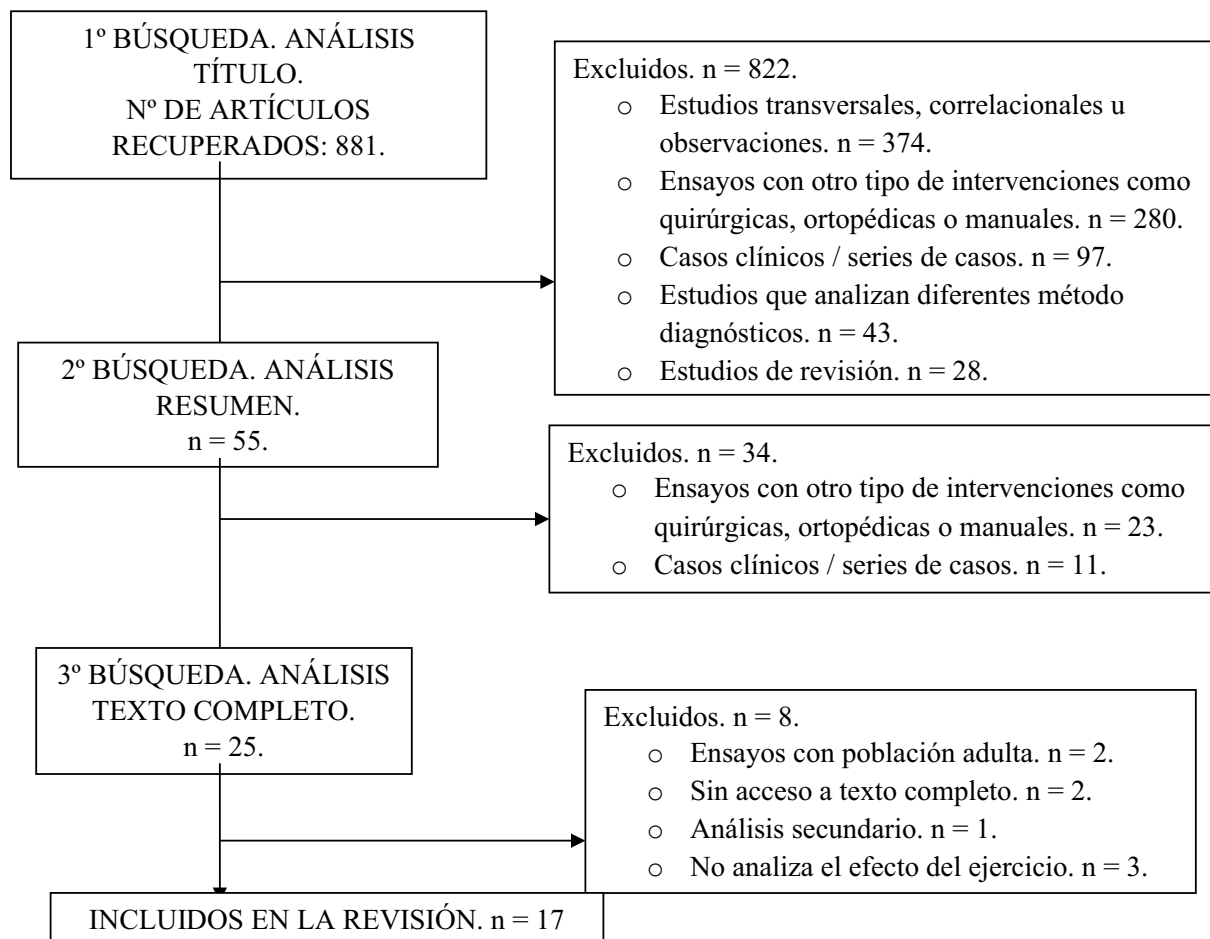 1º BÚSQUEDA. ANÁLISIS
TÍTULO.
Nº DE ARTÍCULOS
RECUPERADOS: 881.
Excluidos. n = 822.
o Estudios transversales, correlacionales u
observaciones. n = 374.
o Ensayos con otro tipo de intervenciones como
quirúrgicas, ortopédicas o manuales. n = 280.
o Casos clínicos / series de casos. n = 97.
o Estudios que analizan diferentes método
diagnósticos. n = 43.
o Estudios de revisión. n = 28.
2º BÚSQUEDA. ANÁLISIS
RESUMEN.
n = 55.
Excluidos. n = 34.
o Ensayos con otro tipo de intervenciones como
quirúrgicas, ortopédicas o manuales. n = 23.
o Casos clínicos / series de casos. n = 11.
3º BÚSQUEDA. ANÁLISIS
TEXTO COMPLETO.
n = 25.
Excluidos. n = 8.
o Ensayos con población adulta. n = 2.
o Sin acceso a texto completo. n = 2.
o Análisis secundario. n = 1.
o No analiza el efecto del ejercicio. n = 3.
INCLUIDOS EN LA REVISIÓN. n = 17